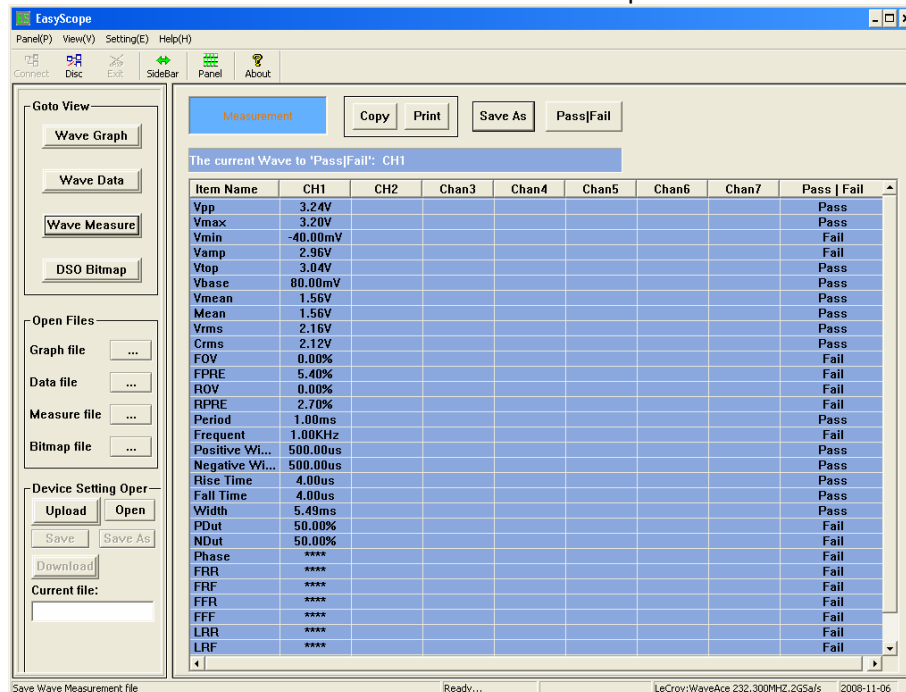 EasyScope
Panel(P) View(V) Setting(E) Help(H)
Connect Disc Exit SideBar Panel About
Goto View
Wave Graph
Wave Data
Wave Measure
DSO Bitmap
Open Files
Graph file ...
Data file ...
Measure file ...
Bitmap file ...
Device Setting Oper
Upload Open
Save Save As
Download
Current file:
Measurement Copy Print Save As Pass|Fail
The current Wave to 'Pass|Fail': CH1
Item Name CH1 CH2 Chan3 Chan4 Chan5 Chan6 Chan7 Pass | Fail
Vpp 3.24V Pass
Vmax 3.20V Pass
Vmin -40.00mV Fail
Vamp 2.96V Fail
Vtop 3.04V Pass
Vbase 80.00mV Pass
Vmean 1.56V Pass
Mean 1.56V Pass
Vrms 2.16V Pass
Crms 2.12V Pass
FOV 0.00% Fail
FPRE 5.40% Fail
ROV 0.00% Fail
RPRE 2.70% Fail
Period 1.00ms Pass
Frequent 1.00KHz Fail
Positive Wi... 500.00us Pass
Negative Wi... 500.00us Pass
Rise Time 4.00us Pass
Fall Time 4.00us Pass
Width 5.49ms Pass
PDut 50.00% Fail
NDut 50.00% Fail
Phase **** Fail
FRR **** Fail
FRF **** Fail
FFR **** Fail
FFF **** Fail
LRR **** Fail
LRF **** Fail
Save Wave Measurement file Ready... LeCroy:WaveAce 232.300MHZ.2GSa/s 2008-11-06